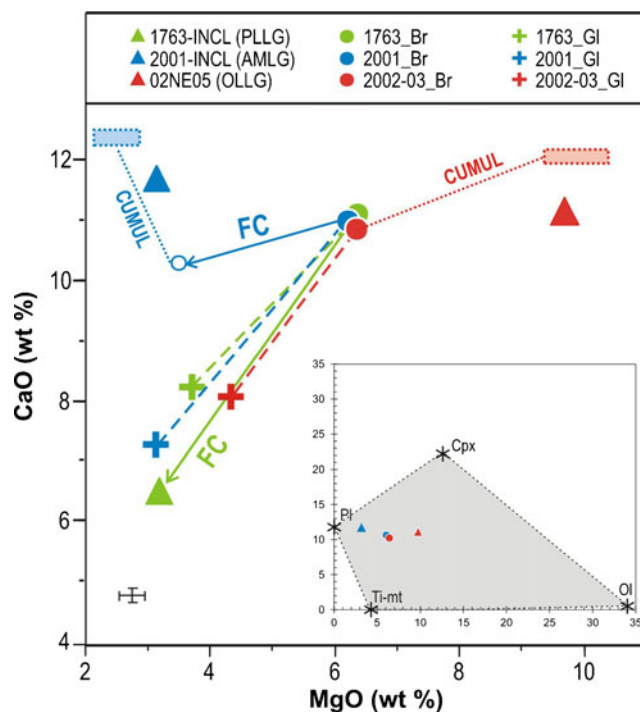 1763-INCL (PLLG) 1763_Br 1763_Gl
2001-INCL (AMLG) 2001_Br 2001_Gl
02NE05 (OLLG) 2002-03_Br 2002-03_Gl
12
10
8
6
4
CaO (wt %)
CUMUL
FC
CUMUL
FC
35
30
25
20
15
10
5
0
Cpx
Pl
Ti-mt
Ol
0 5 10 15 20 25 30 35
2 4 6 8 10
MgO (wt %)